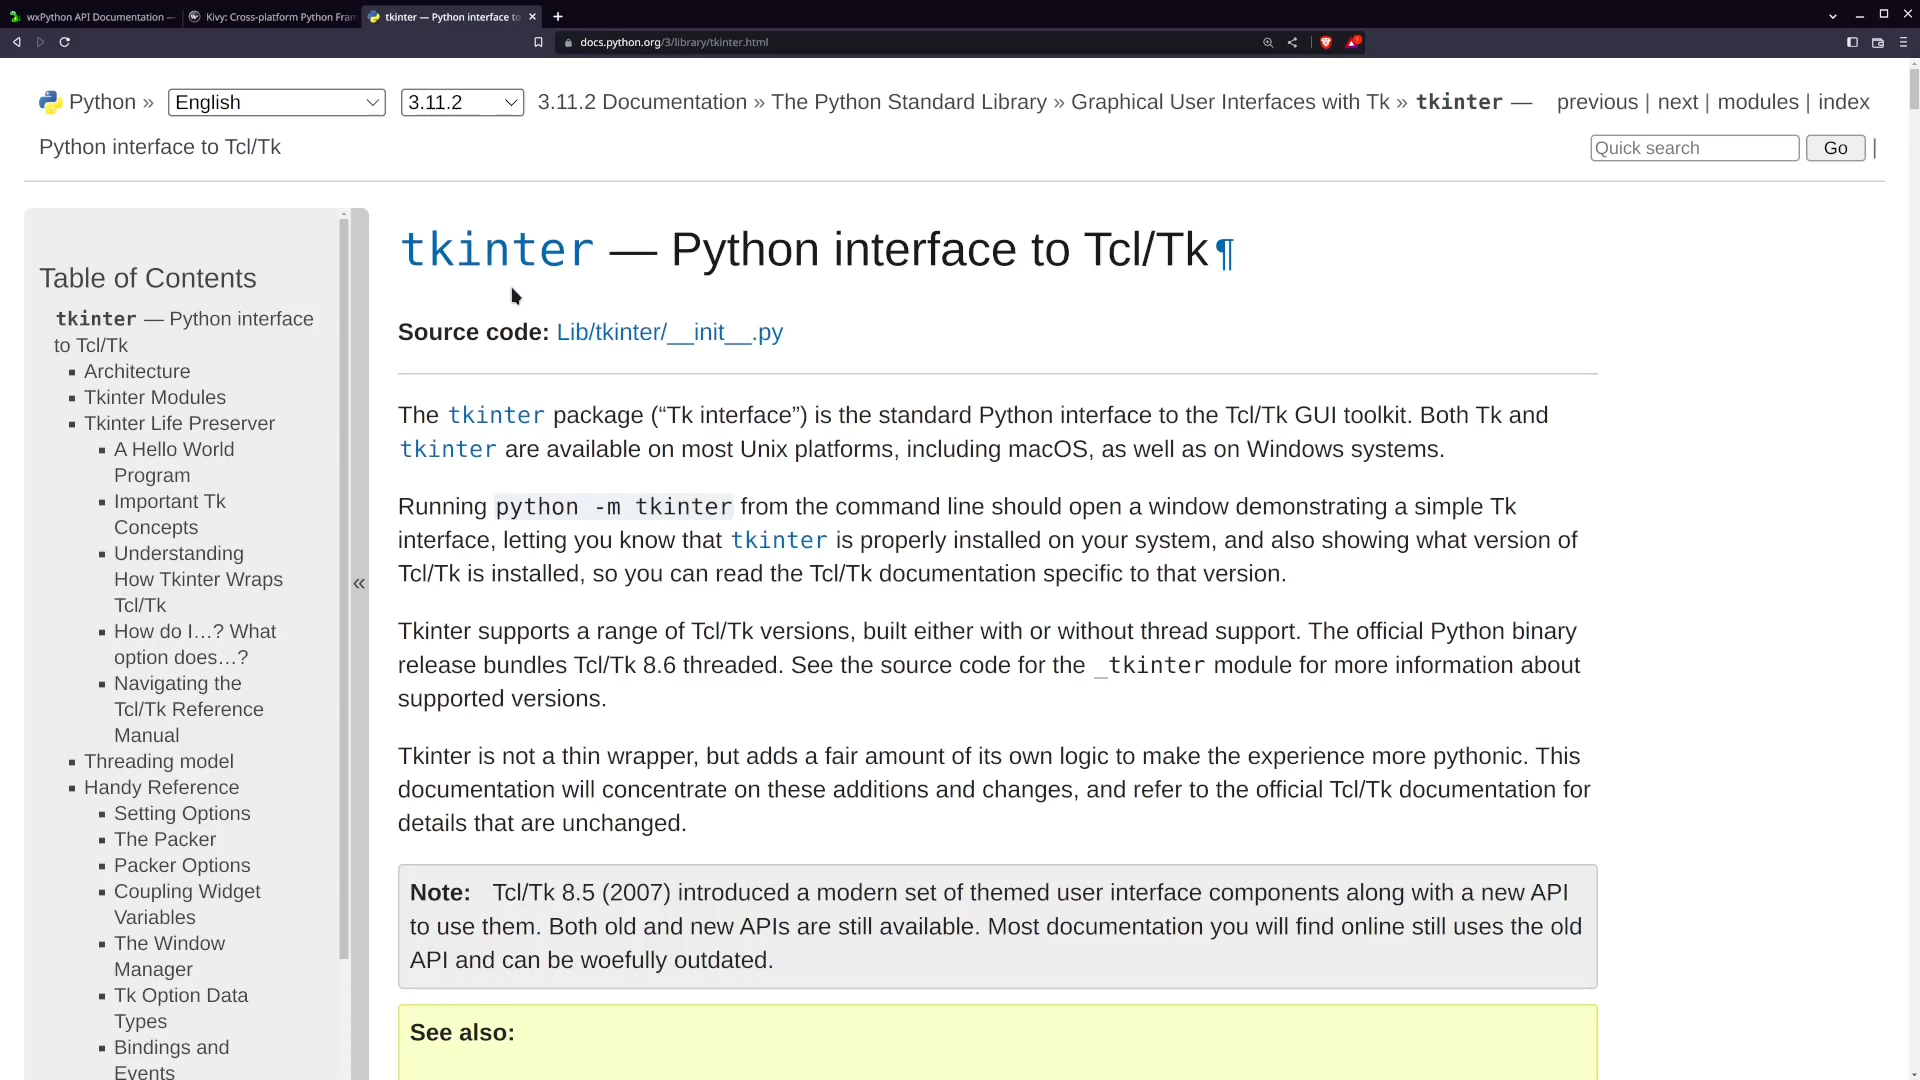 wxPython API Documentation —
Kivy: Cross-platform Python Fram
tkinter — Python interface to
docs.python.org/3/library/tkinter.html
Python » English 3.11.2 3.11.2 Documentation » The Python Standard Library » Graphical User Interfaces with Tk » tkinter —
Python interface to Tcl/Tk
previous | next | modules | index
Quick search Go |
Table of Contents
tkinter — Python interface
to Tcl/Tk
Architecture
Tkinter Modules
Tkinter Life Preserver
A Hello World
Program
Important Tk
Concepts
Understanding
How Tkinter Wraps
Tcl/Tk
How do I…? What
option does…?
Navigating the
Tcl/Tk Reference
Manual
Threading model
Handy Reference
Setting Options
The Packer
Packer Options
Coupling Widget
Variables
The Window
Manager
Tk Option Data
Types
Bindings and
Events
«
tkinter — Python interface to Tcl/Tk¶
Source code: Lib/tkinter/__init__.py
The tkinter package (“Tk interface”) is the standard Python interface to the Tcl/Tk GUI toolkit. Both Tk and
tkinter are available on most Unix platforms, including macOS, as well as on Windows systems.
Running python -m tkinter from the command line should open a window demonstrating a simple Tk
interface, letting you know that tkinter is properly installed on your system, and also showing what version of
Tcl/Tk is installed, so you can read the Tcl/Tk documentation specific to that version.
Tkinter supports a range of Tcl/Tk versions, built either with or without thread support. The official Python binary
release bundles Tcl/Tk 8.6 threaded. See the source code for the _tkinter module for more information about
supported versions.
Tkinter is not a thin wrapper, but adds a fair amount of its own logic to make the experience more pythonic. This
documentation will concentrate on these additions and changes, and refer to the official Tcl/Tk documentation for
details that are unchanged.
Note: Tcl/Tk 8.5 (2007) introduced a modern set of themed user interface components along with a new API
to use them. Both old and new APIs are still available. Most documentation you will find online still uses the old
API and can be woefully outdated.
See also: